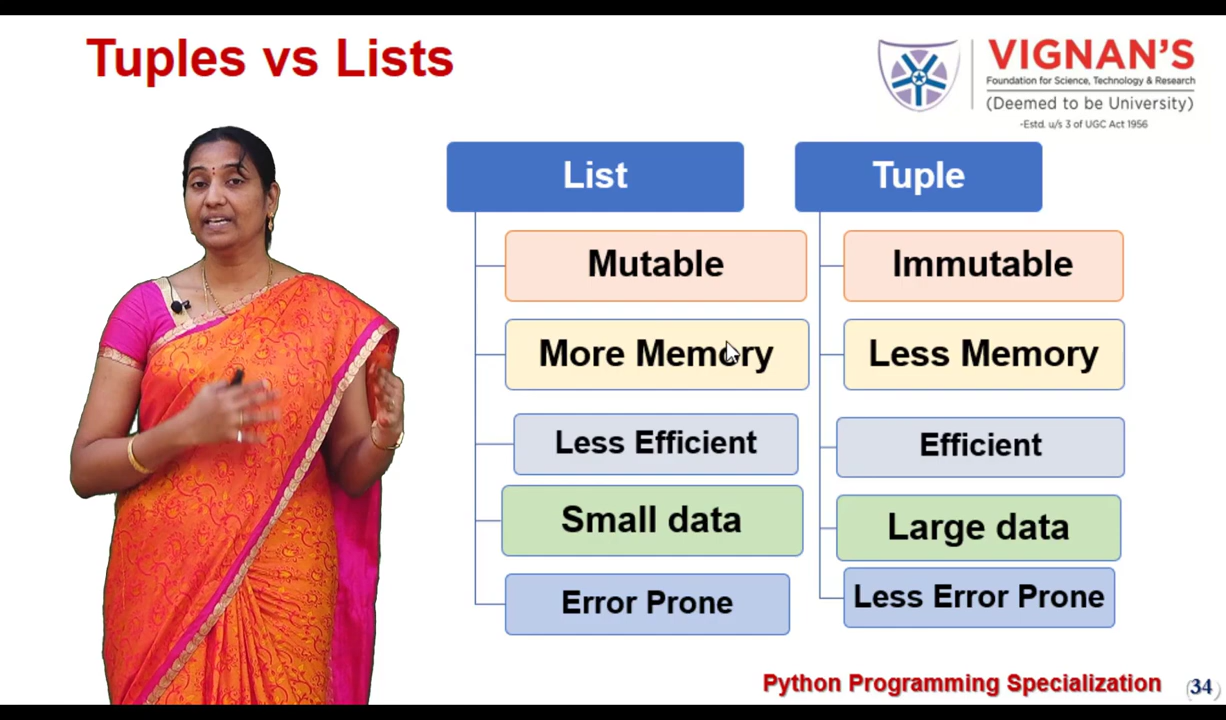 Tuples vs Lists
VIGNAN'S
Foundation for Science, Technology & Research
(Deemed to be University)
-Estd. u/s 3 of UGC Act 1956
List
Tuple
Mutable
Immutable
More Memory
Less Memory
Less Efficient
Efficient
Small data
Large data
Error Prone
Less Error Prone
Python Programming Specialization
(34)